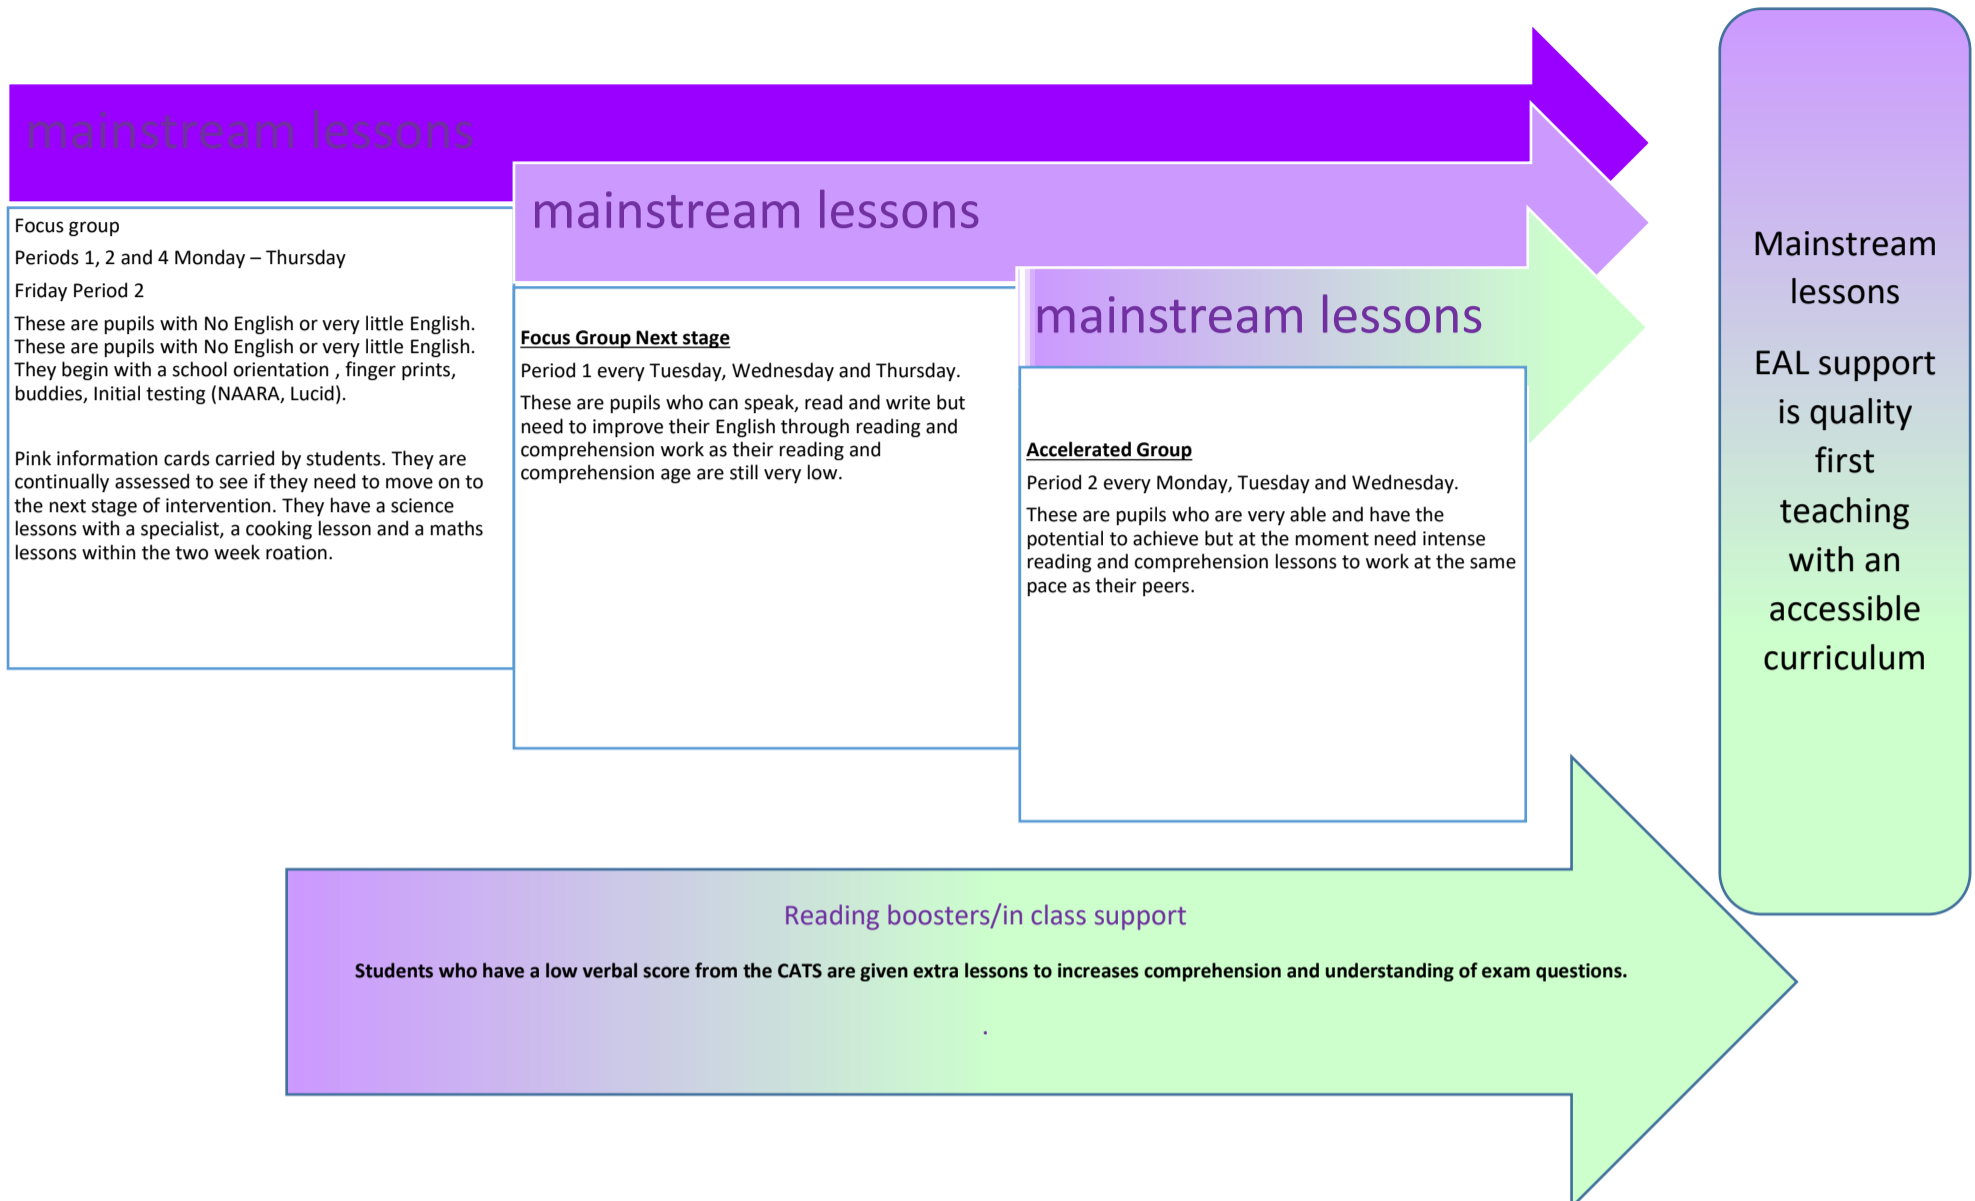 mainstream lessons
Focus group
Periods 1, 2 and 4 Monday – Thursday
Friday Period 2
These are pupils with No English or very little English.
These are pupils with No English or very little English.
They begin with a school orientation , finger prints,
buddies, Initial testing (NAARA, Lucid).
Pink information cards carried by students. They are
continually assessed to see if they need to move on to
the next stage of intervention. They have a science
lessons with a specialist, a cooking lesson and a maths
lessons within the two week roation.
mainstream lessons
Focus Group Next stage
Period 1 every Tuesday, Wednesday and Thursday.
These are pupils who can speak, read and write but
need to improve their English through reading and
comprehension work as their reading and
comprehension age are still very low.
mainstream lessons
Accelerated Group
Period 2 every Monday, Tuesday and Wednesday.
These are pupils who are very able and have the
potential to achieve but at the moment need intense
reading and comprehension lessons to work at the same
pace as their peers.
Mainstream
lessons
EAL support
is quality
first
teaching
with an
accessible
curriculum
Reading boosters/in class support
Students who have a low verbal score from the CATS are given extra lessons to increases comprehension and understanding of exam questions.
.